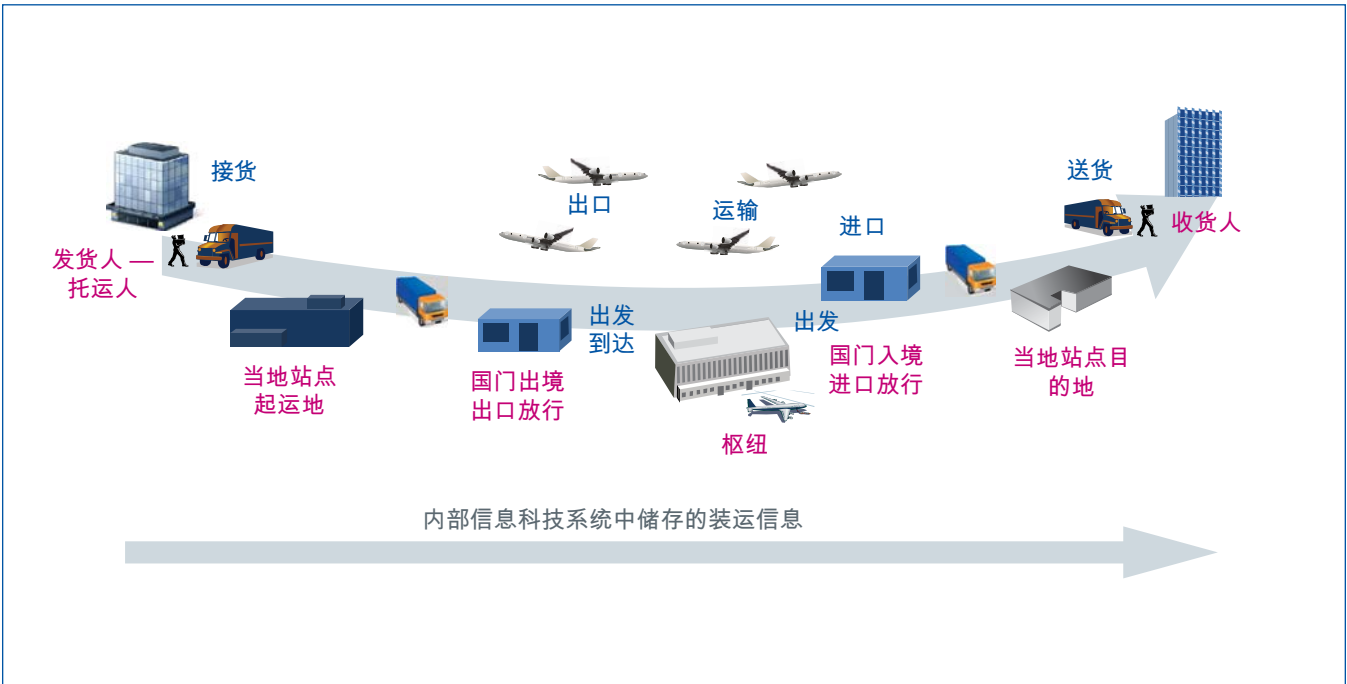 接货
发货人 —
托运人
当地站点
起运地
出口
国门出境
出口放行
出发
到达
运输
枢纽
进口
出发
国门入境
进口放行
送货
当地站点目
的地
收货人
内部信息科技系统中储存的装运信息